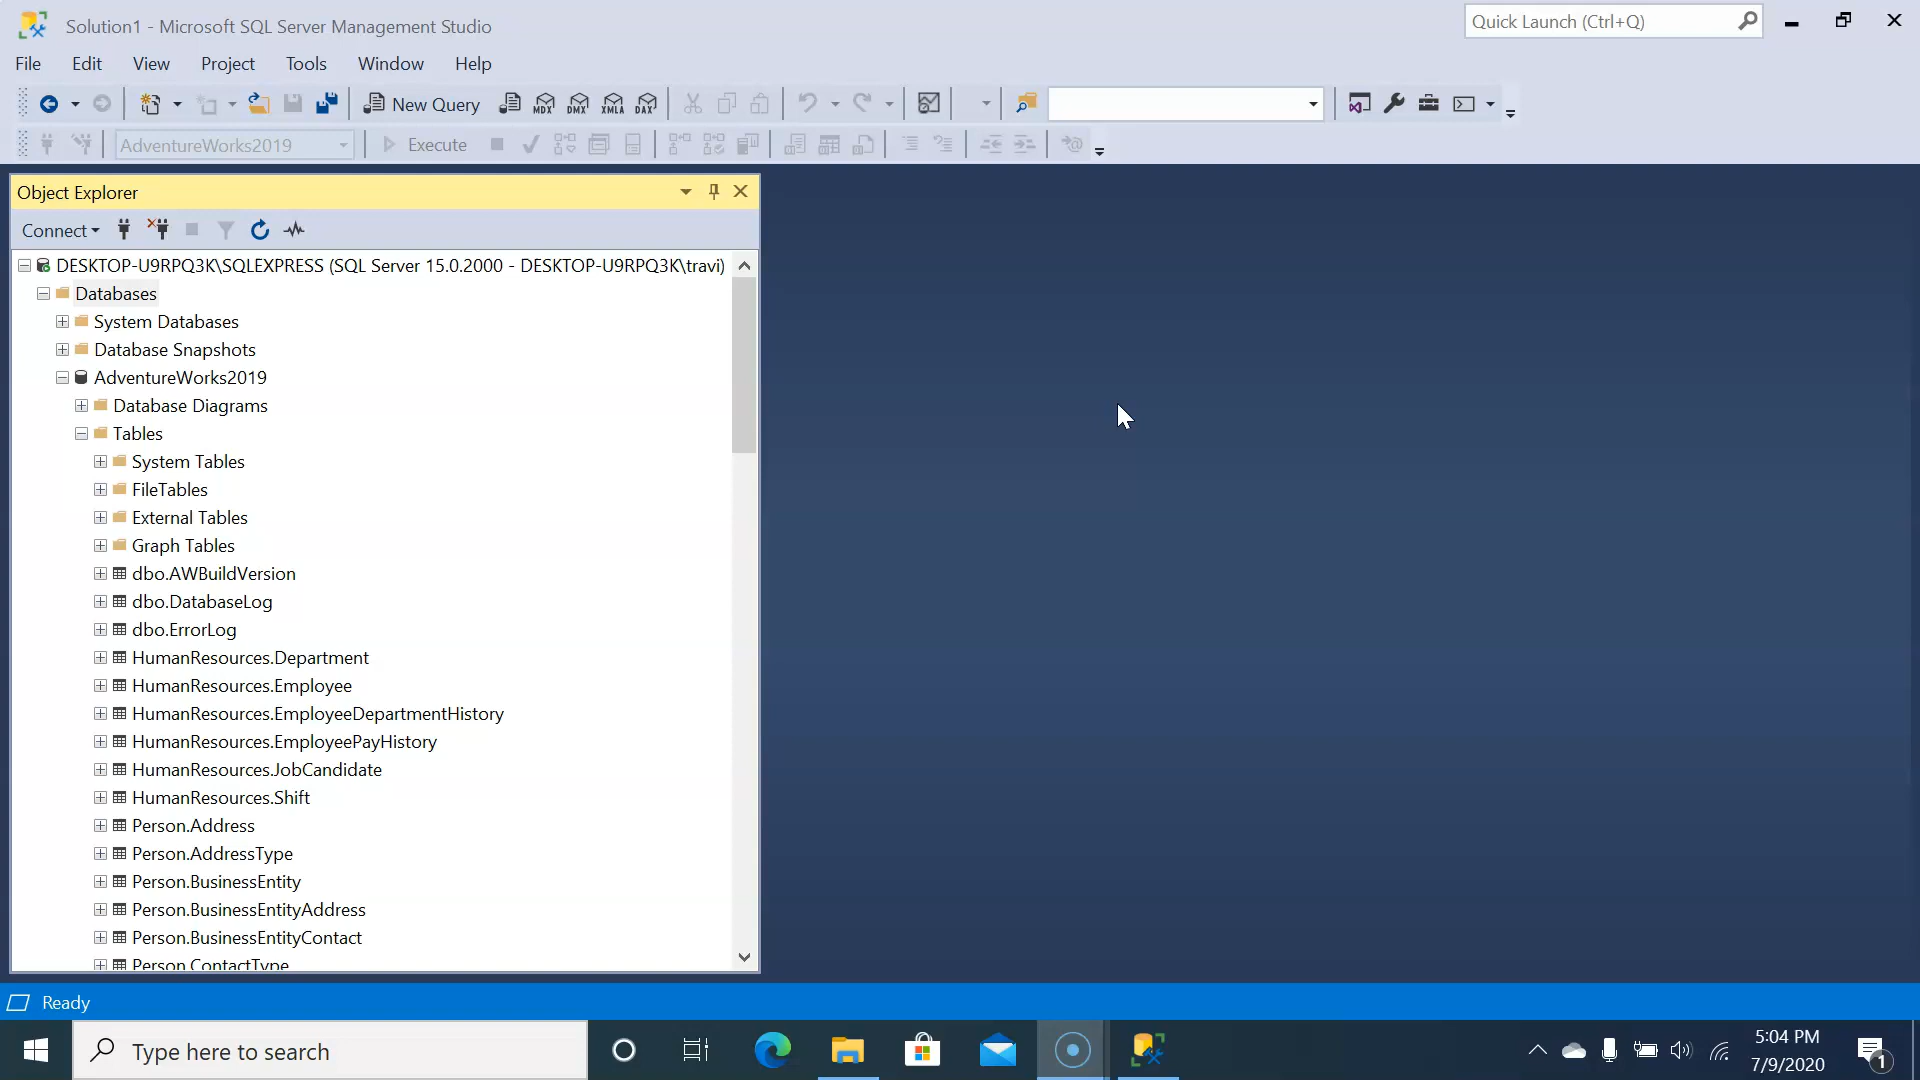 Solution1 - Microsoft SQL Server Management Studio
Quick Launch (Ctrl+Q)
File Edit View Project Tools Window Help
New Query MDX DMX XMLA DAX
AdventureWorks2019 Execute
Object Explorer
Connect
DESKTOP-U9RPQ3K\SQLEXPRESS (SQL Server 15.0.2000 - DESKTOP-U9RPQ3K\travi)
Databases
System Databases
Database Snapshots
AdventureWorks2019
Database Diagrams
Tables
System Tables
FileTables
External Tables
Graph Tables
dbo.AWBuildVersion
dbo.DatabaseLog
dbo.ErrorLog
HumanResources.Department
HumanResources.Employee
HumanResources.EmployeeDepartmentHistory
HumanResources.EmployeePayHistory
HumanResources.JobCandidate
HumanResources.Shift
Person.Address
Person.AddressType
Person.BusinessEntity
Person.BusinessEntityAddress
Person.BusinessEntityContact
Person.ContactType
Ready
Type here to search
5:04 PM
7/9/2020
1